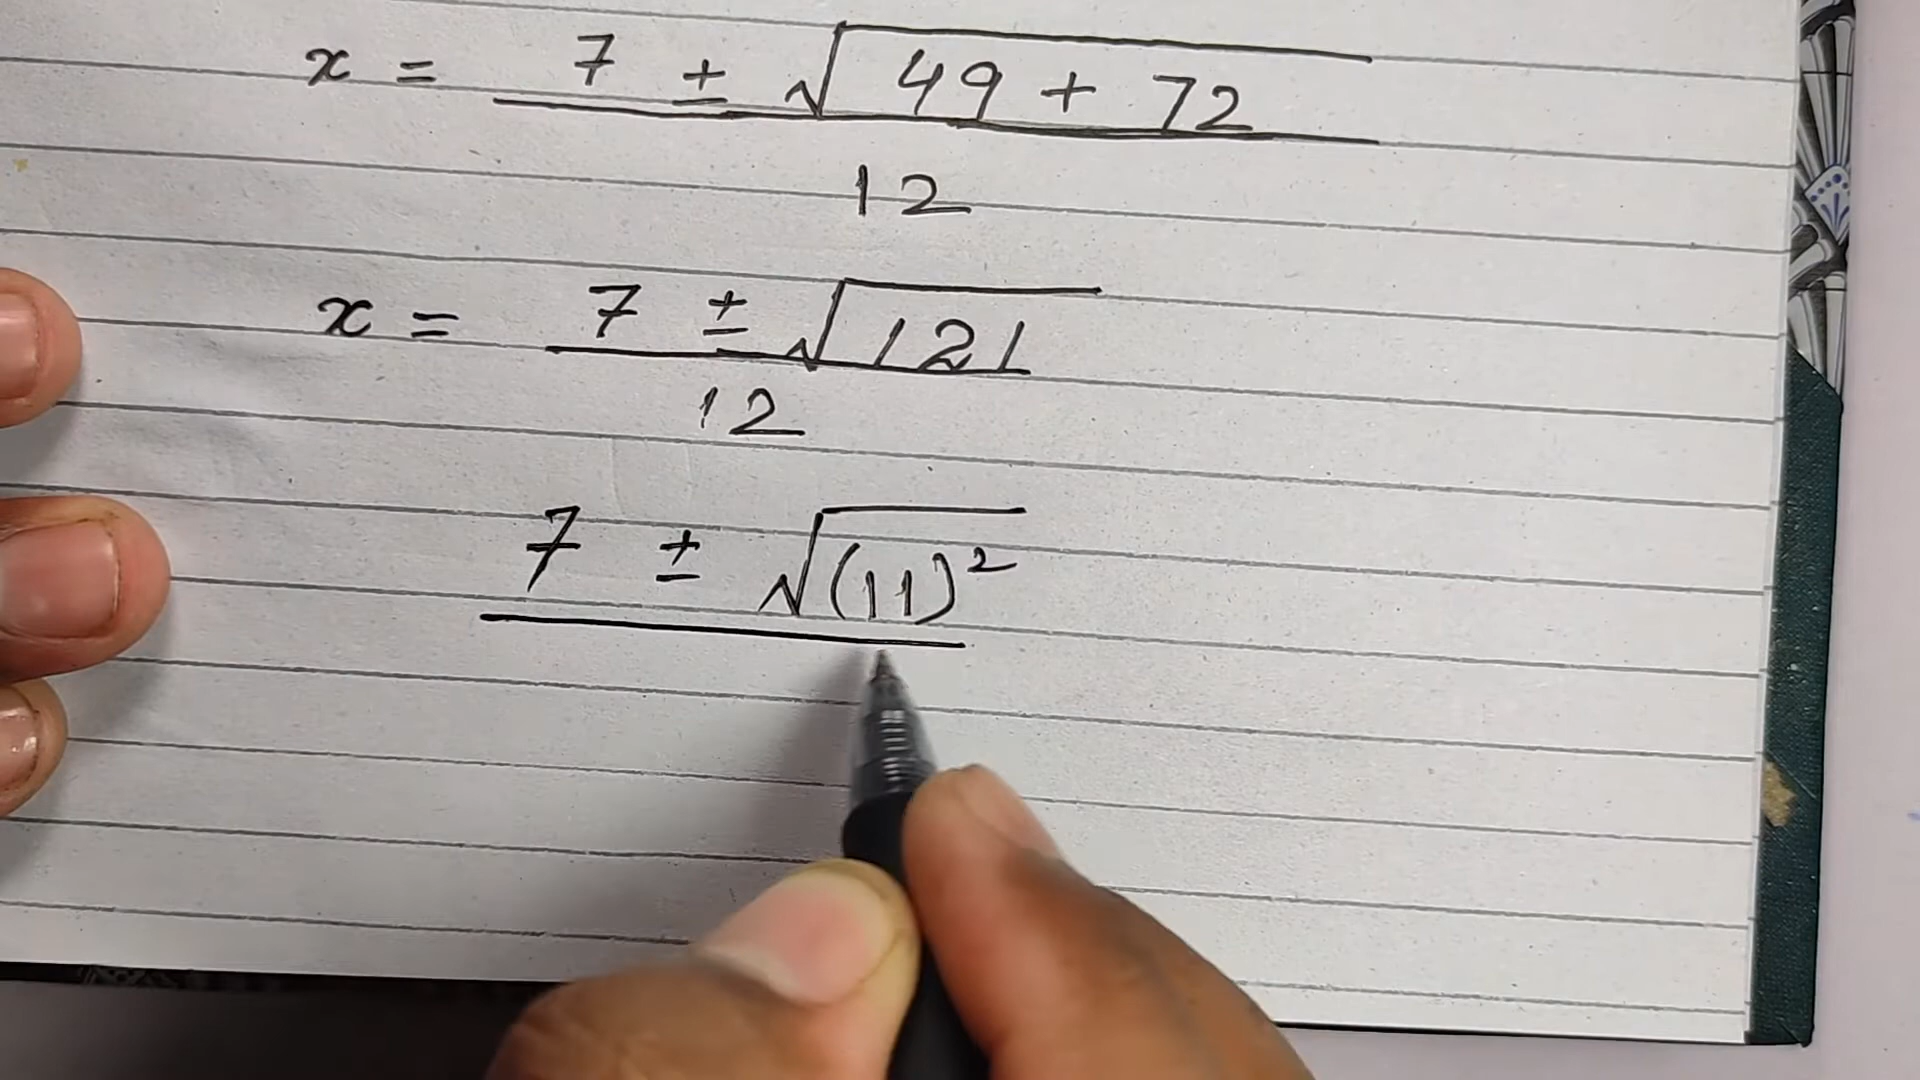 x = 7 ± √49 + 72
12
x = 7 ± √121
12
7 ± √(11)²